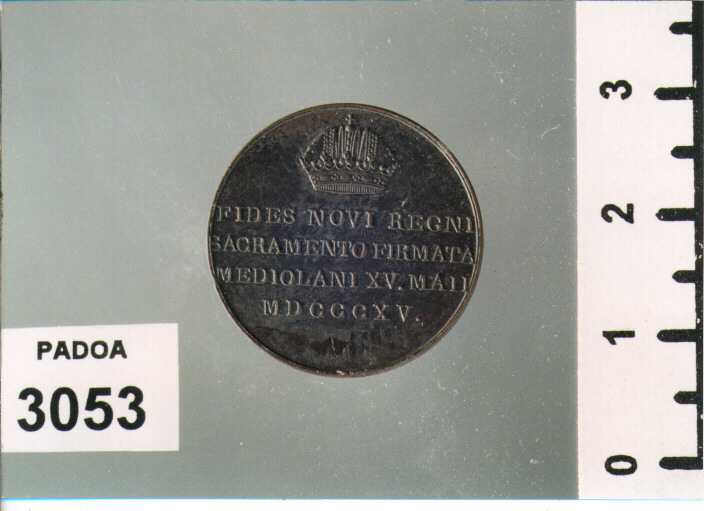 FIDES NOVI REGNI
SACRAMENTO FIRMATA
MEDIOLANI XV. MAII
MDCCCXV.
PADOA
3053
3
2
1
0